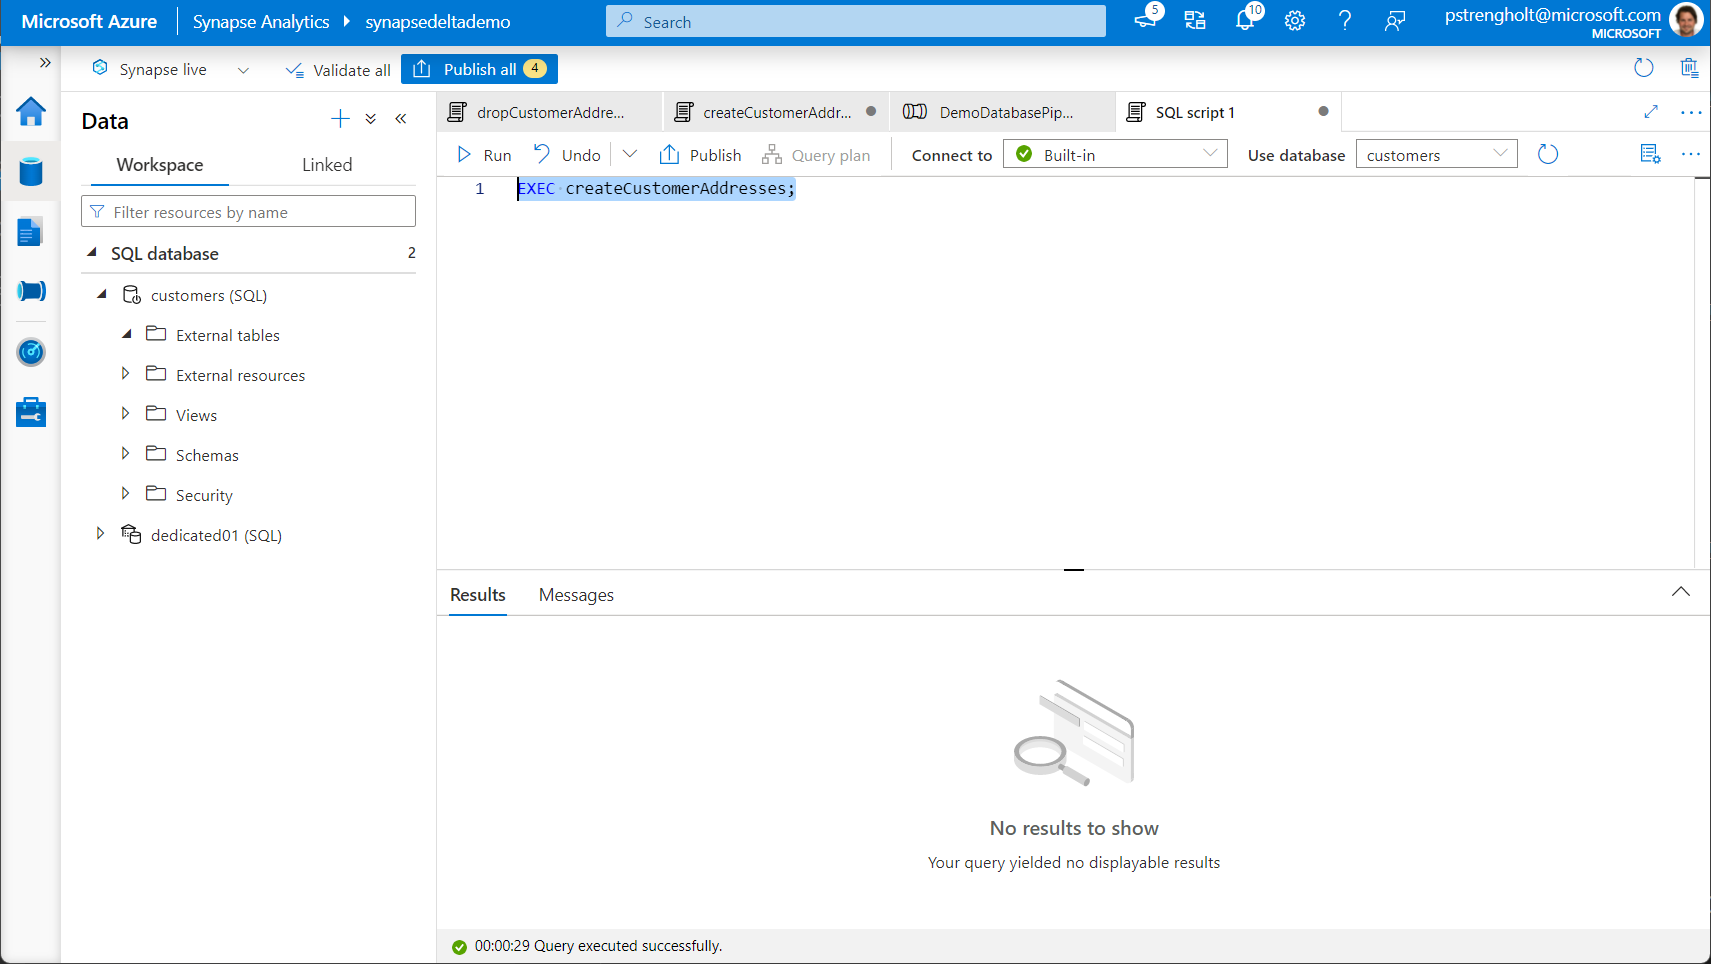 Microsoft Azure
Synapse Analytics
synapsedeltademo
Search
5
10
pstrengholt@microsoft.com
MICROSOFT
Synapse live
Validate all
Publish all 4
Data
Workspace
Linked
Filter resources by name
SQL database 2
customers (SQL)
External tables
External resources
Views
Schemas
Security
dedicated01 (SQL)
dropCustomerAddre...
createCustomerAddr...
DemoDatabasePip...
SQL script 1
Run
Undo
Publish
Query plan
Connect to
Built-in
Use database
customers
1 EXEC createCustomerAddresses;
Results
Messages
No results to show
Your query yielded no displayable results
00:00:29 Query executed successfully.